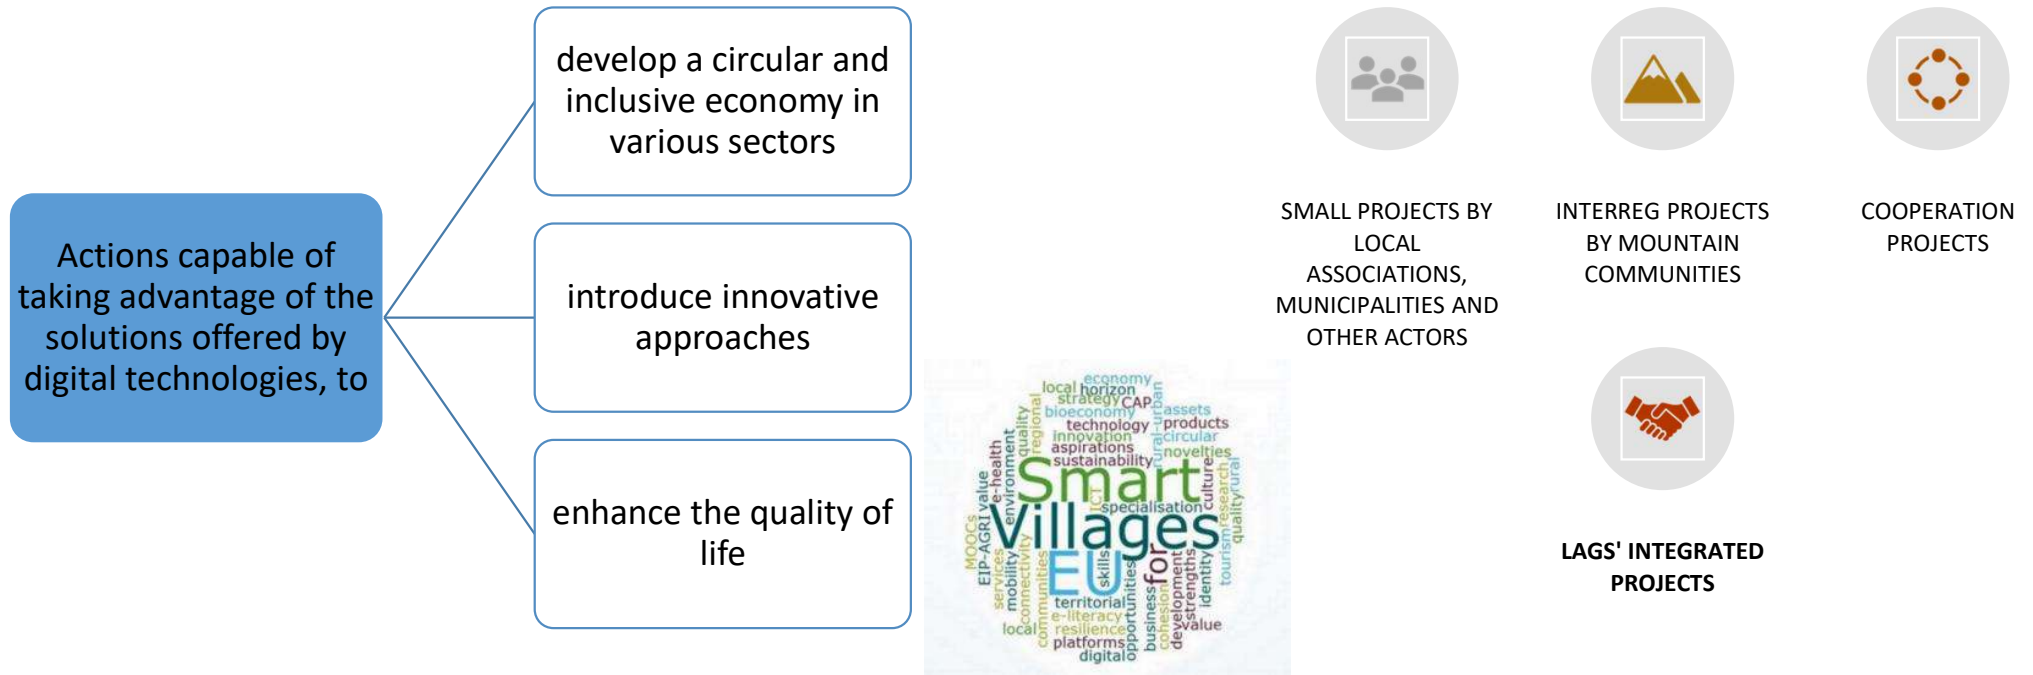 Actions capable of
taking advantage of the
solutions offered by
digital technologies, to
develop a circular and
inclusive economy in
various sectors
introduce innovative
approaches
enhance the quality of
life
economy
local horizon
strategy CAP
bioeconomy
regional
quality
rural-urban
assets
technology products
innovation circular
aspirations
novelties
sustainability
e-health
environment
value
Smart
ICT
culture
rural
research
specialisation
Villages
quality
MOOCs
EIP-AGRI
services
mobility
connectivity
communities
EU
skills
for
tourism
identity
strengths
development
cohesion
business
opportunities
territorial
e-literacy
local resilience
value
platforms
digital
SMALL PROJECTS BY
LOCAL
ASSOCIATIONS,
MUNICIPALITIES AND
OTHER ACTORS
INTERREG PROJECTS
BY MOUNTAIN
COMMUNITIES
COOPERATION
PROJECTS
LAGS' INTEGRATED
PROJECTS